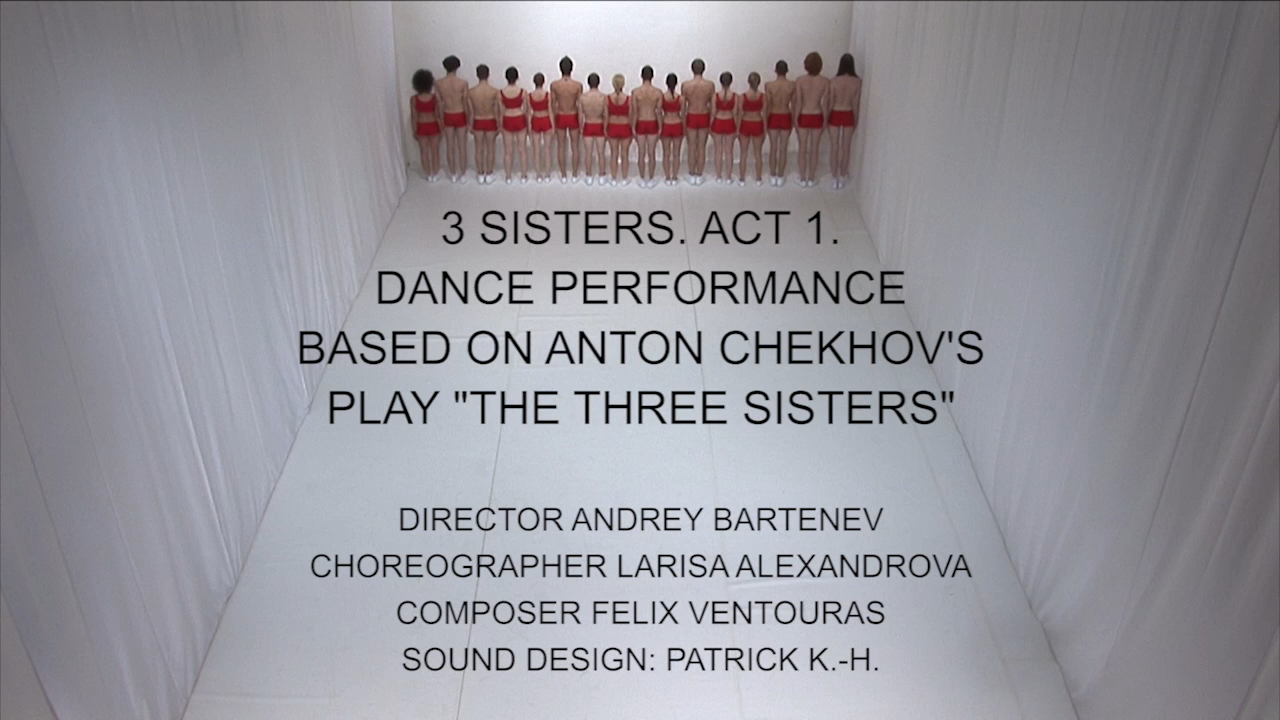 3 SISTERS. ACT 1.
DANCE PERFORMANCE
BASED ON ANTON CHEKHOV'S
PLAY "THE THREE SISTERS"
DIRECTOR ANDREY BARTENEV
CHOREOGRAPHER LARISA ALEXANDROVA
COMPOSER FELIX VENTOURAS
SOUND DESIGN: PATRICK K.-H.